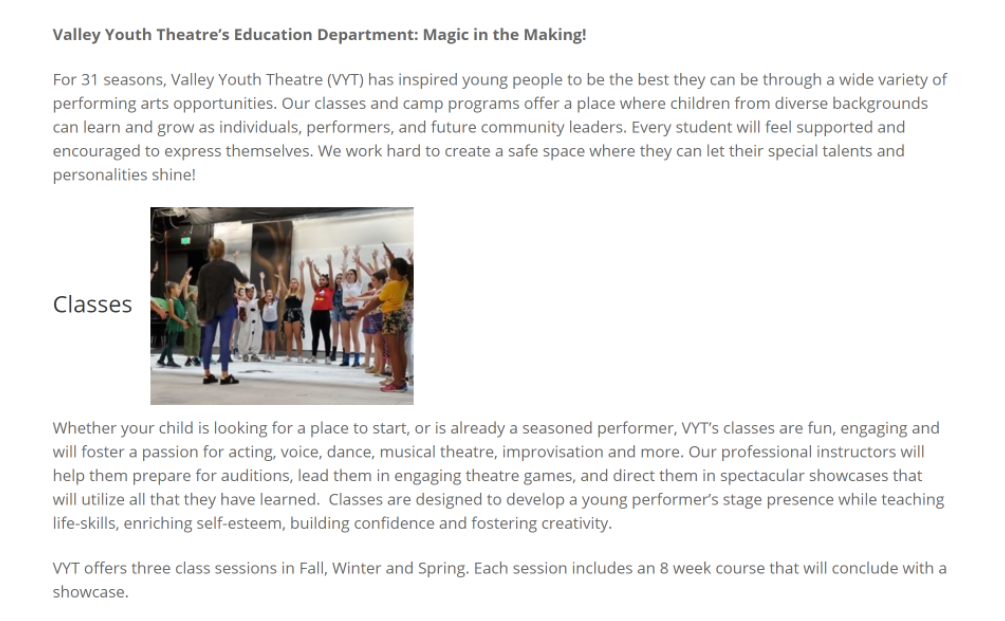 Valley Youth Theatre’s Education Department: Magic in the Making!
For 31 seasons, Valley Youth Theatre (VYT) has inspired young people to be the best they can be through a wide variety of
performing arts opportunities. Our classes and camp programs offer a place where children from diverse backgrounds
can learn and grow as individuals, performers, and future community leaders. Every student will feel supported and
encouraged to express themselves. We work hard to create a safe space where they can let their special talents and
personalities shine!
Classes
Whether your child is looking for a place to start, or is already a seasoned performer, VYT’s classes are fun, engaging and
will foster a passion for acting, voice, dance, musical theatre, improvisation and more. Our professional instructors will
help them prepare for auditions, lead them in engaging theatre games, and direct them in spectacular showcases that
will utilize all that they have learned.  Classes are designed to develop a young performer’s stage presence while teaching
life-skills, enriching self-esteem, building confidence and fostering creativity.
VYT offers three class sessions in Fall, Winter and Spring. Each session includes an 8 week course that will conclude with a
showcase.